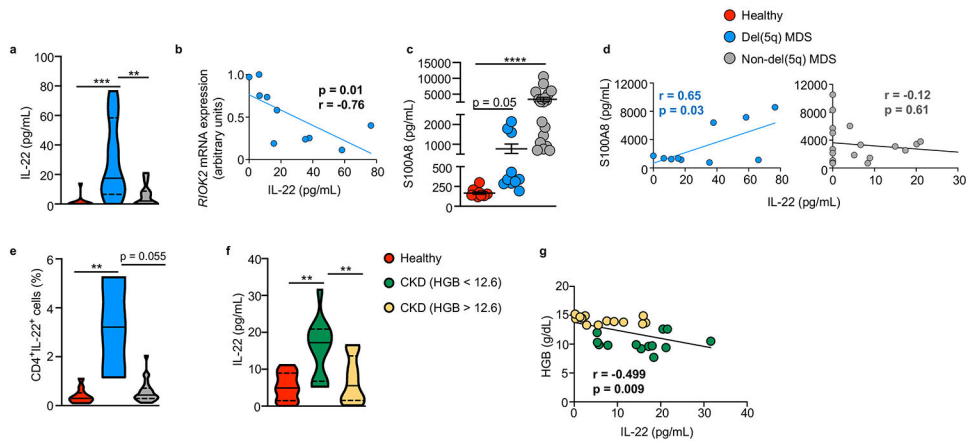 Healthy
Del(5q) MDS
Non-del(5q) MDS
a
IL-22 (pg/mL)
100
80
60
40
20
0
***
**
b
RIOK2 mRNA expression
(arbitrary units)
1.0
0.5
0
p = 0.01
r = -0.76
0 20 40 60 80
IL-22 (pg/mL)
c
S100A8 (pg/mL)
15000
10000
5000
2000
1000
500
250
0
****
p = 0.05
d
S100A8 (pg/mL)
12000
8000
4000
0
r = 0.65
p = 0.03
0 20 40 60 80
12000
8000
4000
0
r = -0.12
p = 0.61
0 10 20 30
IL-22 (pg/mL)
e
CD4+IL-22+ cells (%)
6
4
2
0
**
p = 0.055
f
IL-22 (pg/mL)
40
30
20
10
0
**
**
Healthy
CKD (HGB < 12.6)
CKD (HGB > 12.6)
g
HGB (g/dL)
20
15
10
5
0
r = -0.499
p = 0.009
0 10 20 30 40
IL-22 (pg/mL)